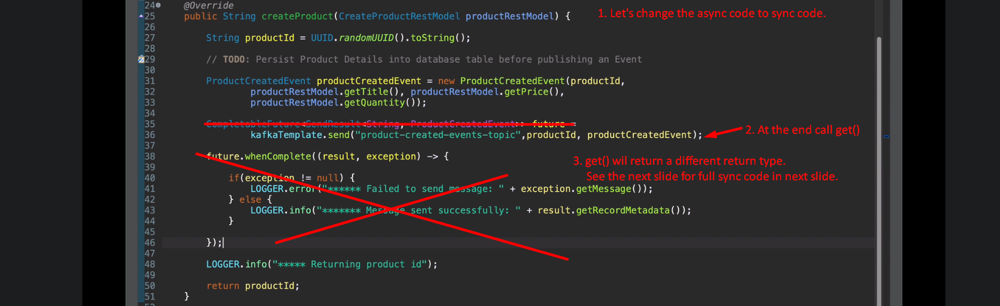 24 @Override
25 public String createProduct(CreateProductRestModel productRestModel) { 1. Let's change the async code to sync code.
26
27 String productId = UUID.randomUUID().toString();
28
29 // TODO: Persist Product Details into database table before publishing an Event
30
31 ProductCreatedEvent productCreatedEvent = new ProductCreatedEvent(productId,
32 productRestModel.getTitle(), productRestModel.getPrice(),
33 productRestModel.getQuantity());
34
35 CompletableFuture<SendResult<String, ProductCreatedEvent>> future =
36 kafkaTemplate.send("product-created-events-topic",productId, productCreatedEvent); 2. At the end call get()
37
38 future.whenComplete((result, exception) -> { 3. get() wil return a different return type.
39 See the next slide for full sync code in next slide.
40 if(exception != null) {
41 LOGGER.error("****** Failed to send message: " + exception.getMessage());
42 } else {
43 LOGGER.info("******* Message sent successfully: " + result.getRecordMetadata());
44 }
45
46 });
47
48 LOGGER.info("***** Returning product id");
49
50 return productId;
51 }